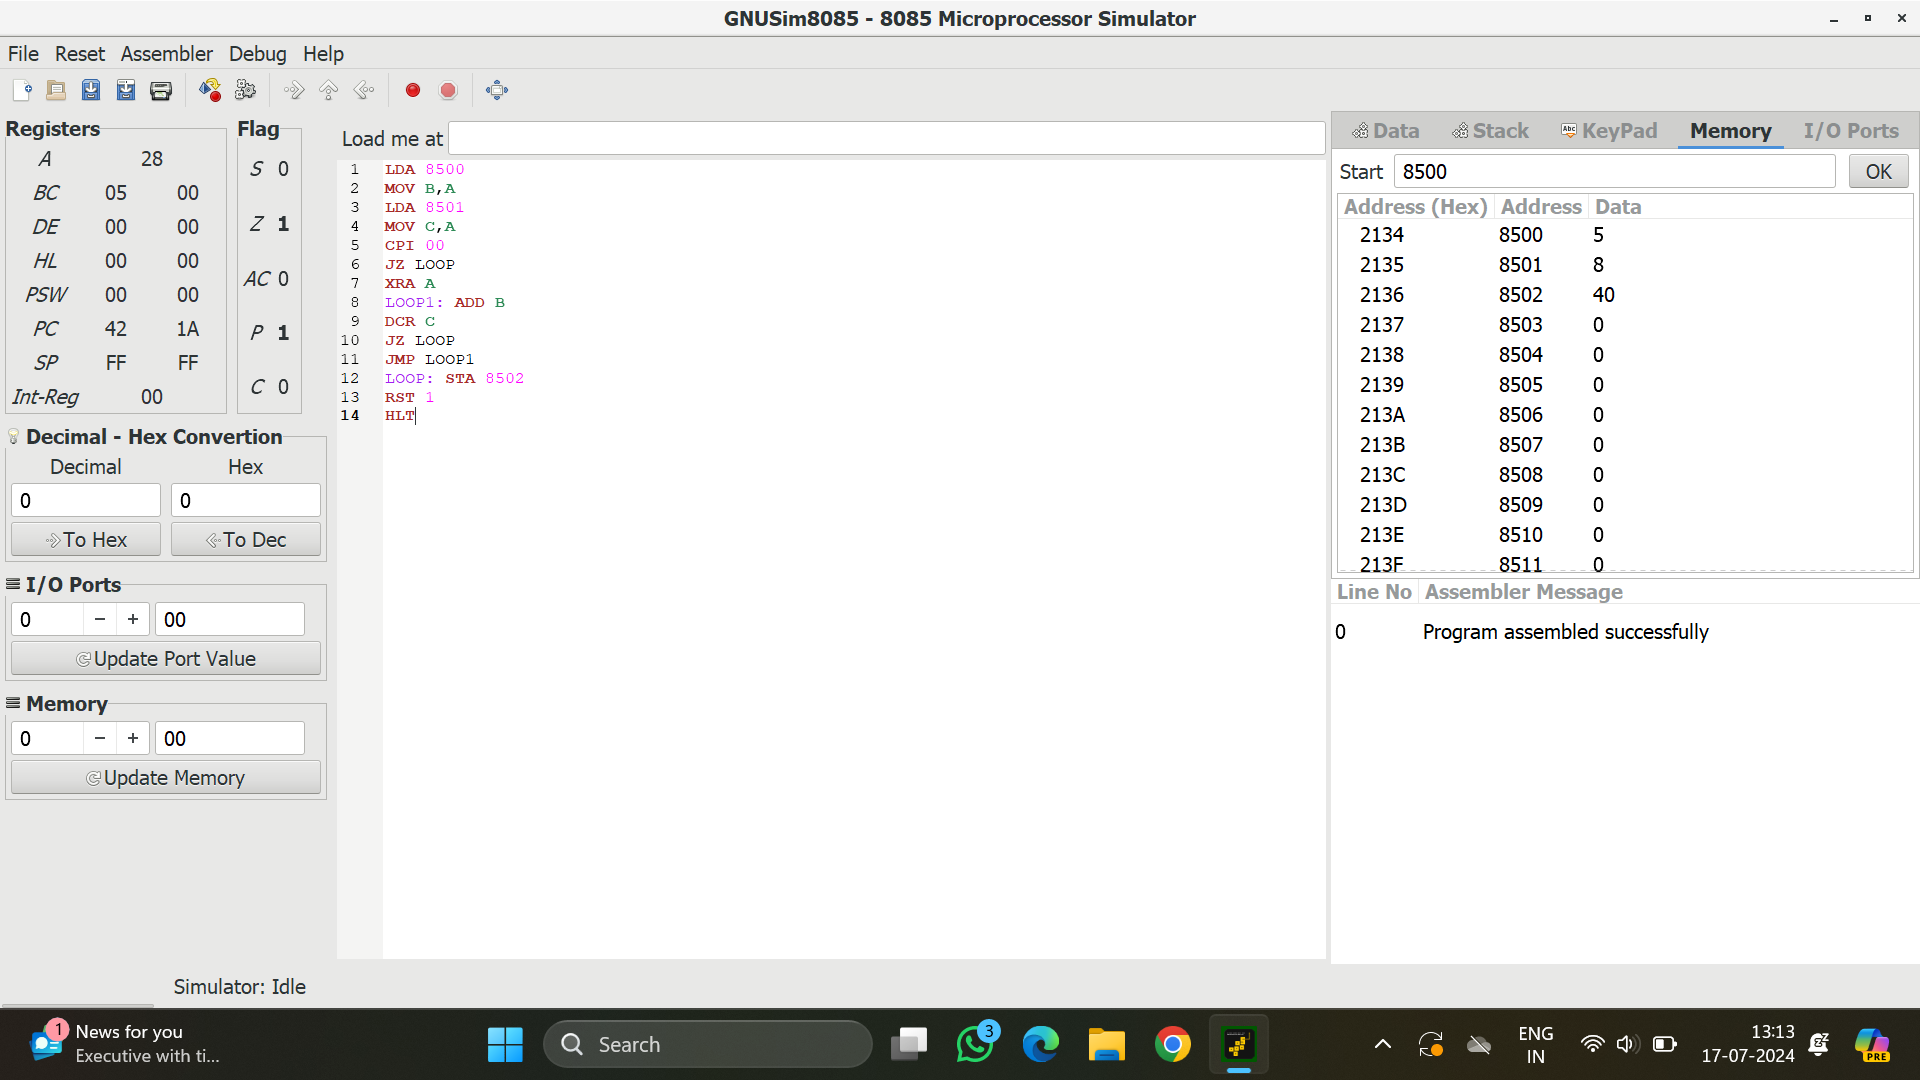 GNUSim8085 - 8085 Microprocessor Simulator
File Reset Assembler Debug Help
Registers
A 28
BC 05 00
DE 00 00
HL 00 00
PSW 00 00
PC 42 1A
SP FF FF
Int-Reg 00
Flag
S 0
Z 1
AC 0
P 1
C 0
Decimal - Hex Convertion
Decimal Hex
0 0
To Hex To Dec
I/O Ports
0 − + 00
Update Port Value
Memory
0 − + 00
Update Memory
Load me at
1 LDA 8500
2 MOV B,A
3 LDA 8501
4 MOV C,A
5 CPI 00
6 JZ LOOP
7 XRA A
8 LOOP1: ADD B
9 DCR C
10 JZ LOOP
11 JMP LOOP1
12 LOOP: STA 8502
13 RST 1
14 HLT
Data Stack Abc KeyPad Memory I/O Ports
Start 8500 OK
Address (Hex) Address Data
2134 8500 5
2135 8501 8
2136 8502 40
2137 8503 0
2138 8504 0
2139 8505 0
213A 8506 0
213B 8507 0
213C 8508 0
213D 8509 0
213E 8510 0
213F 8511 0
Line No Assembler Message
0 Program assembled successfully
Simulator: Idle
1 News for you
Executive with ti...
Search
3
ENG
IN
13:13
17-07-2024
PRE